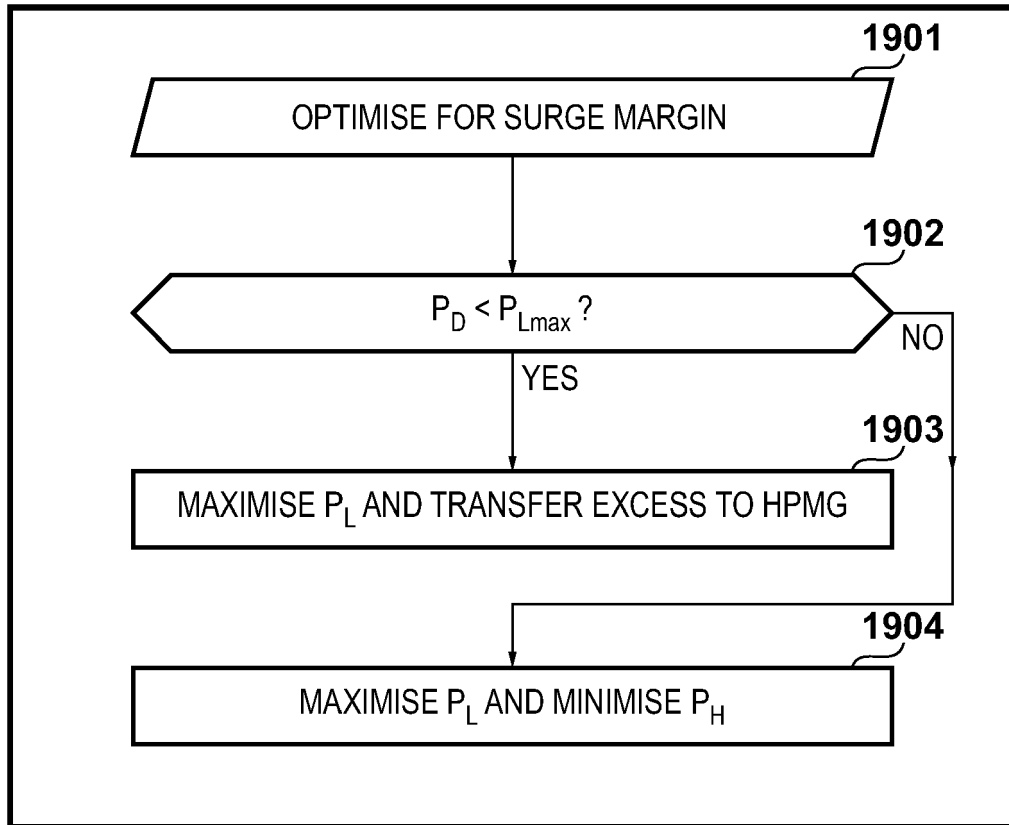 1901
OPTIMISE FOR SURGE MARGIN
1902
P_D < P_Lmax ?
NO
YES
1903
MAXIMISE P_L AND TRANSFER EXCESS TO HPMG
1904
MAXIMISE P_L AND MINIMISE P_H